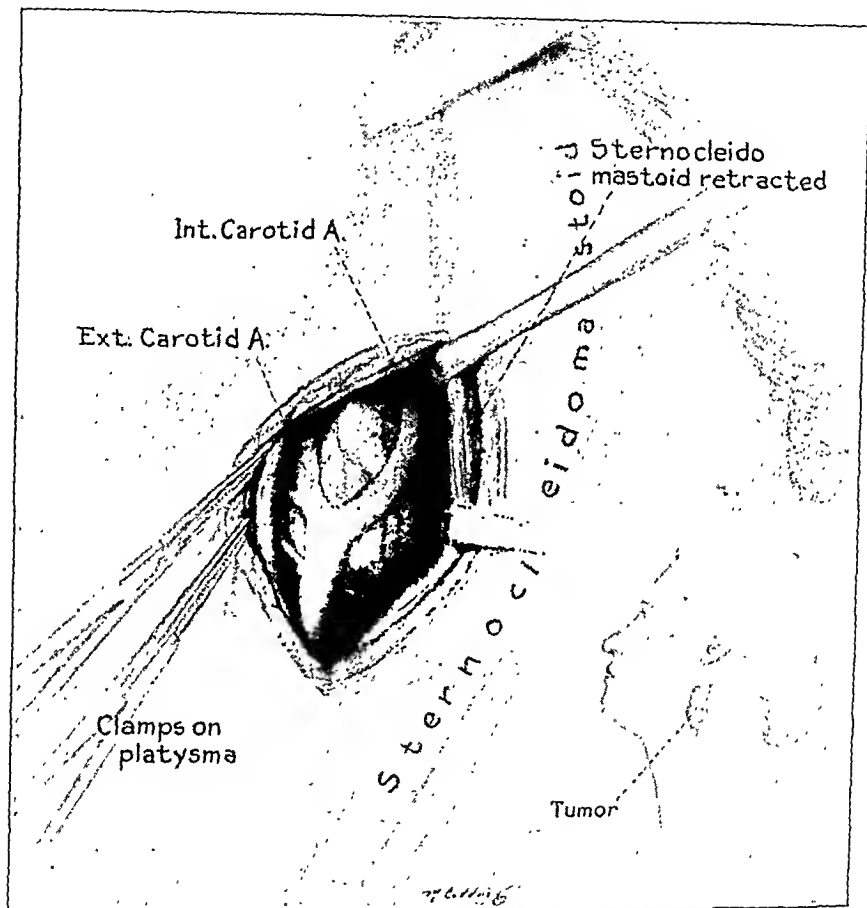 Sternocleido
mastoid retracted
Int. Carotid A.
Ext. Carotid A.
Clamps on
platysma
Sternocleidomastoid
Tumor